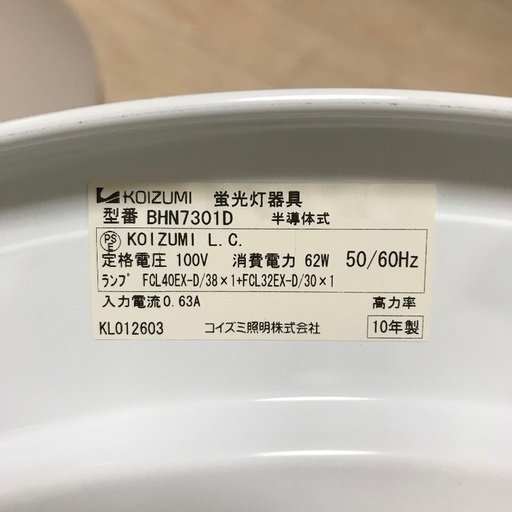 KOIZUMI 蛍光灯器具
型番 BHN7301D 半導体式
PSE KOIZUMI L.C.
定格電圧 100V 消費電力 62W 50/60Hz
ランプ FCL40EX-D/38×1+FCL32EX-D/30×1
入力電流0.63A 高力率
KL012603 コイズミ照明株式会社 10年製